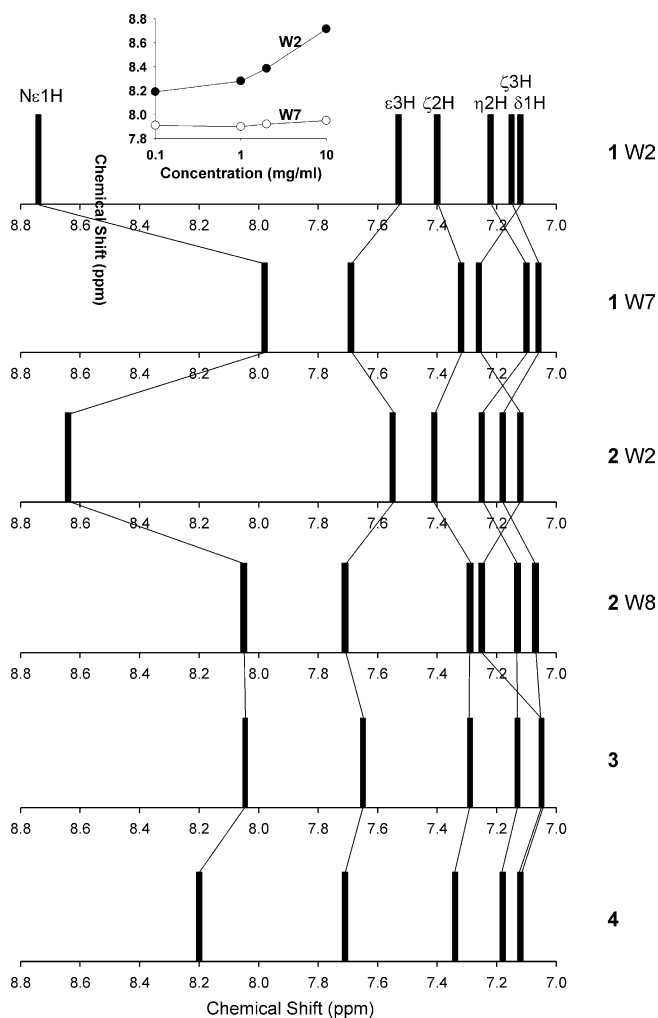 8.8
8.6
8.4
8.2
8.0
7.8
W2
W7
0.1 1 10
Concentration (mg/ml)
Chemical Shift (ppm)
Nε1H
ε3H ζ2H η2H ζ3H δ1H
1 W2
8.8 8.6 8.4 8.2 8.0 7.8 7.6 7.4 7.2 7.0
1 W7
8.8 8.6 8.4 8.2 8.0 7.8 7.6 7.4 7.2 7.0
2 W2
8.8 8.6 8.4 8.2 8.0 7.8 7.6 7.4 7.2 7.0
2 W8
8.8 8.6 8.4 8.2 8.0 7.8 7.6 7.4 7.2 7.0
3
8.8 8.6 8.4 8.2 8.0 7.8 7.6 7.4 7.2 7.0
4
8.8 8.6 8.4 8.2 8.0 7.8 7.6 7.4 7.2 7.0
Chemical Shift (ppm)